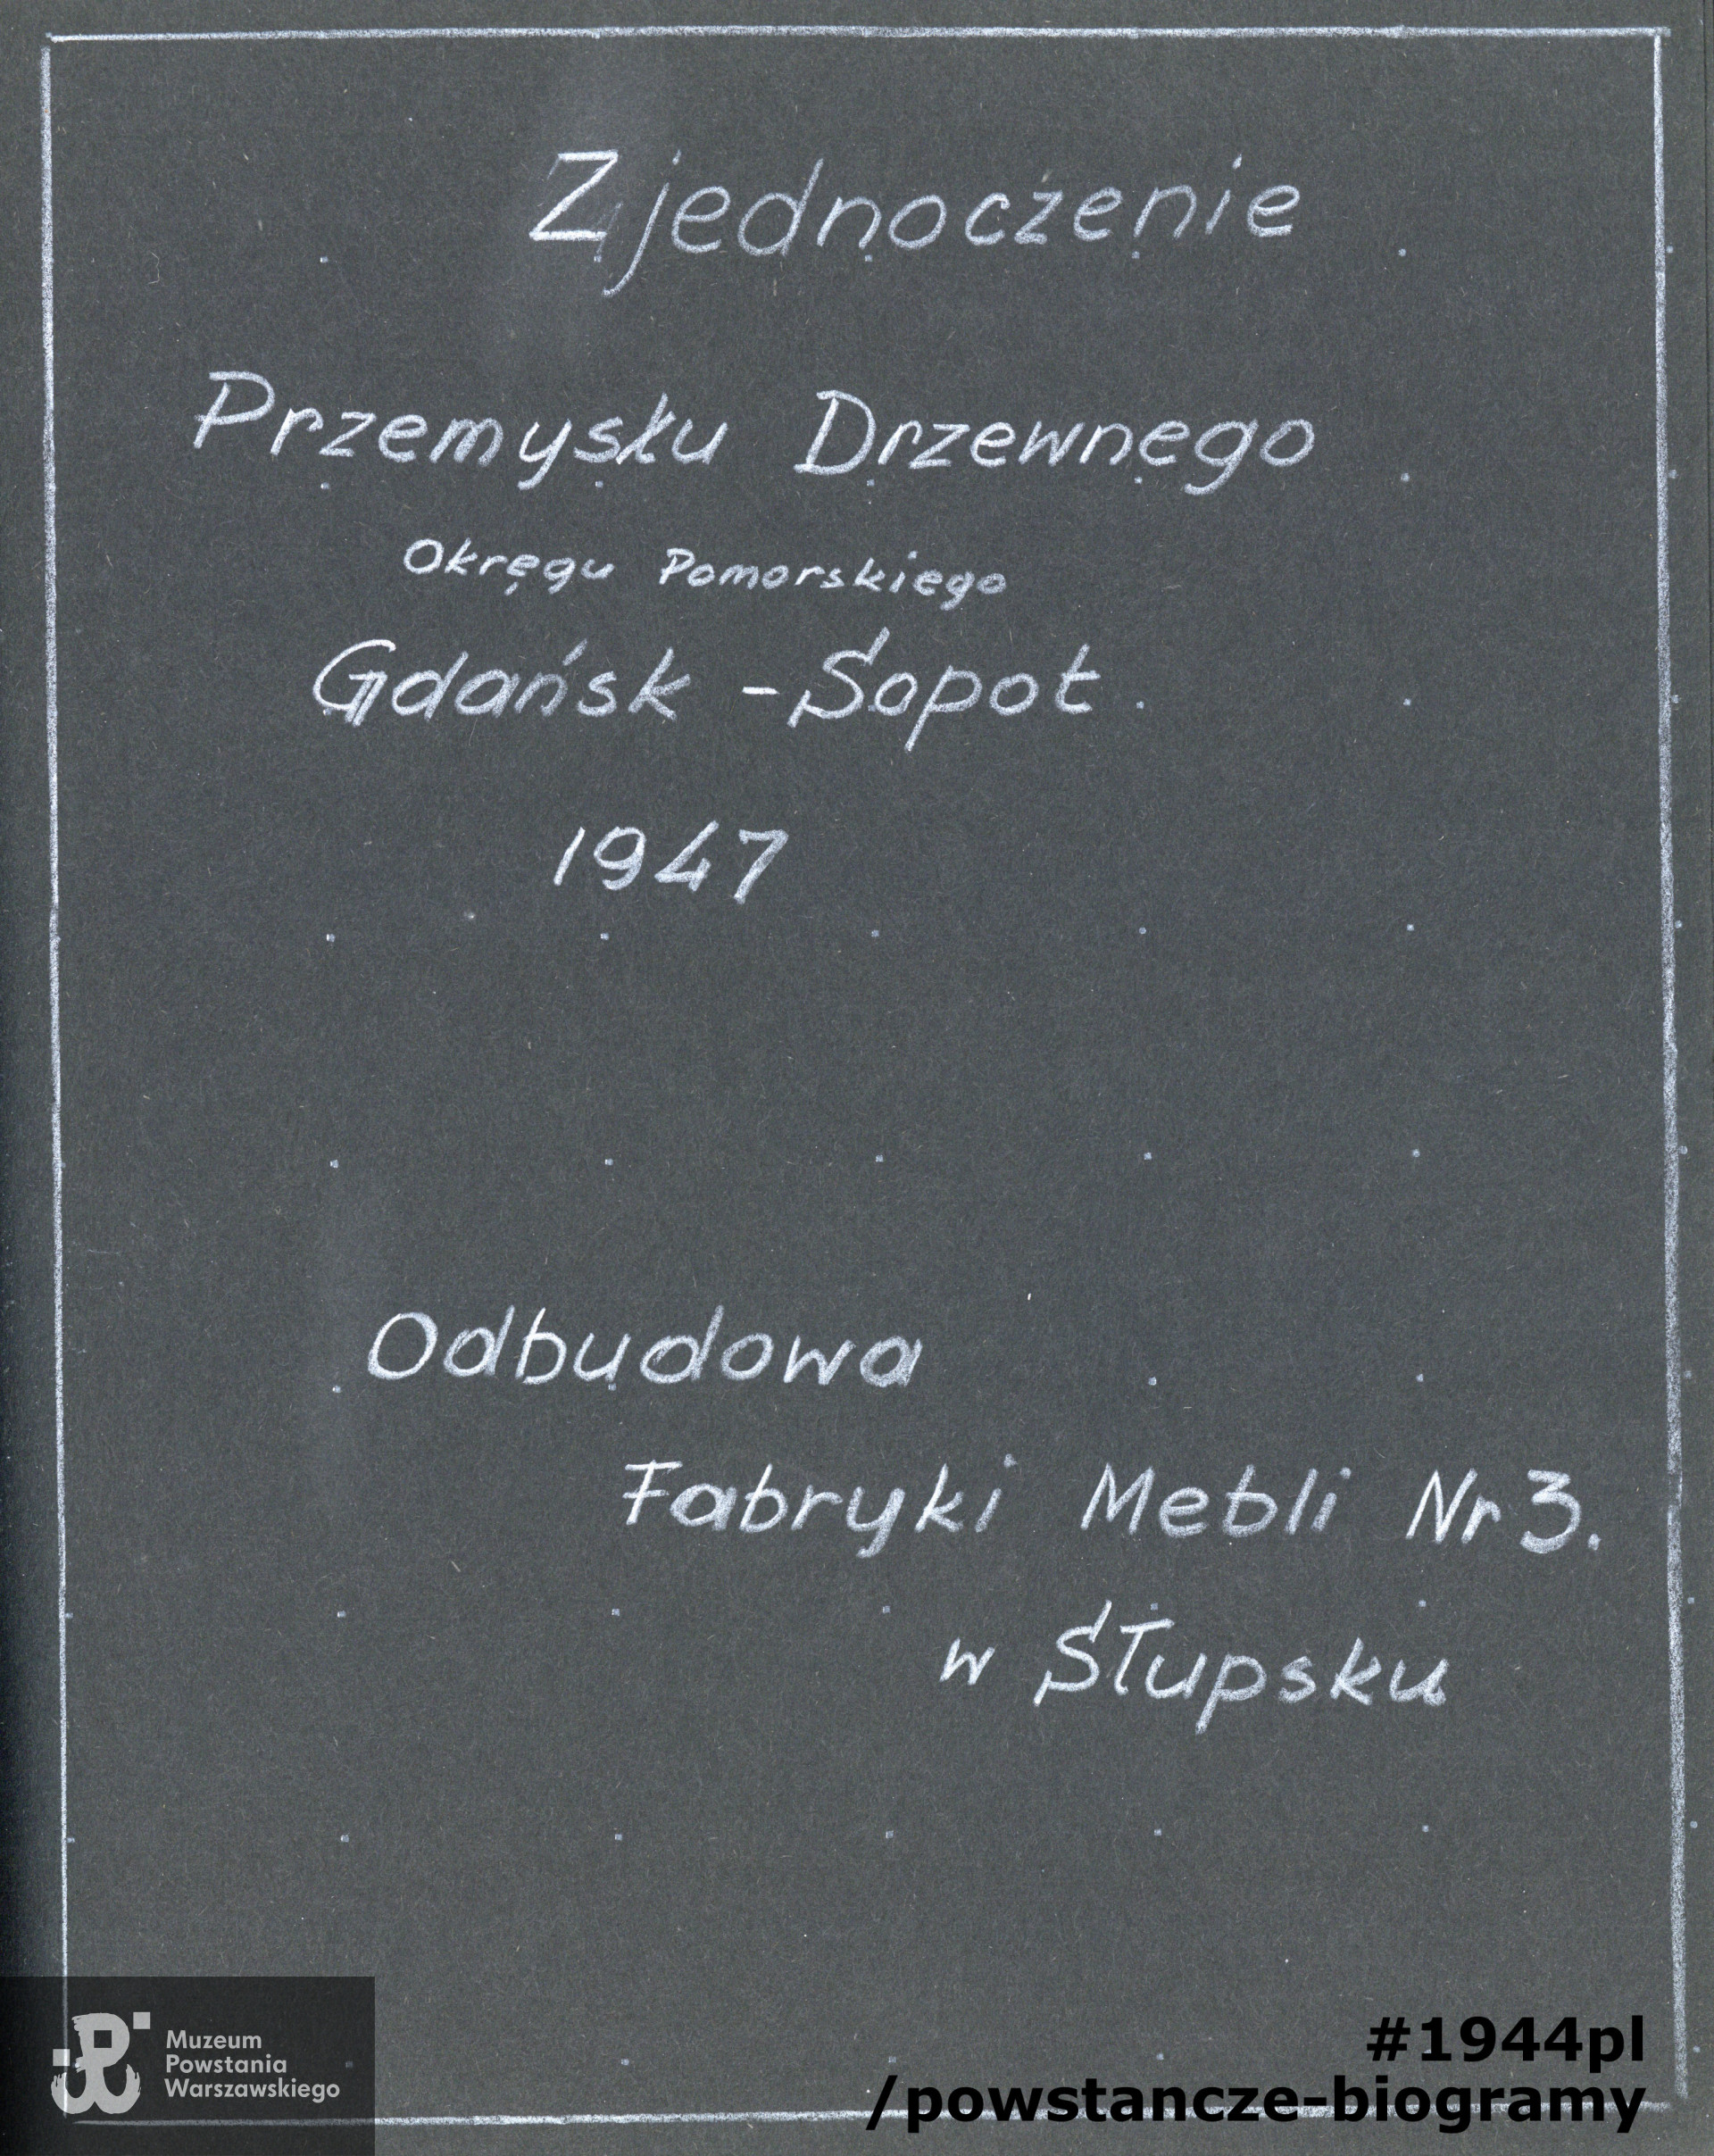 Zjednoczenie
Przemysłu Drzewnego
Okręgu Pomorskiego
Gdańsk - Sopot
1947
Odbudowa
Fabryki Mebli Nr 3.
w Słupsku
Muzeum
Powstania
Warszawskiego
#1944pl
/powstancze-biogramy